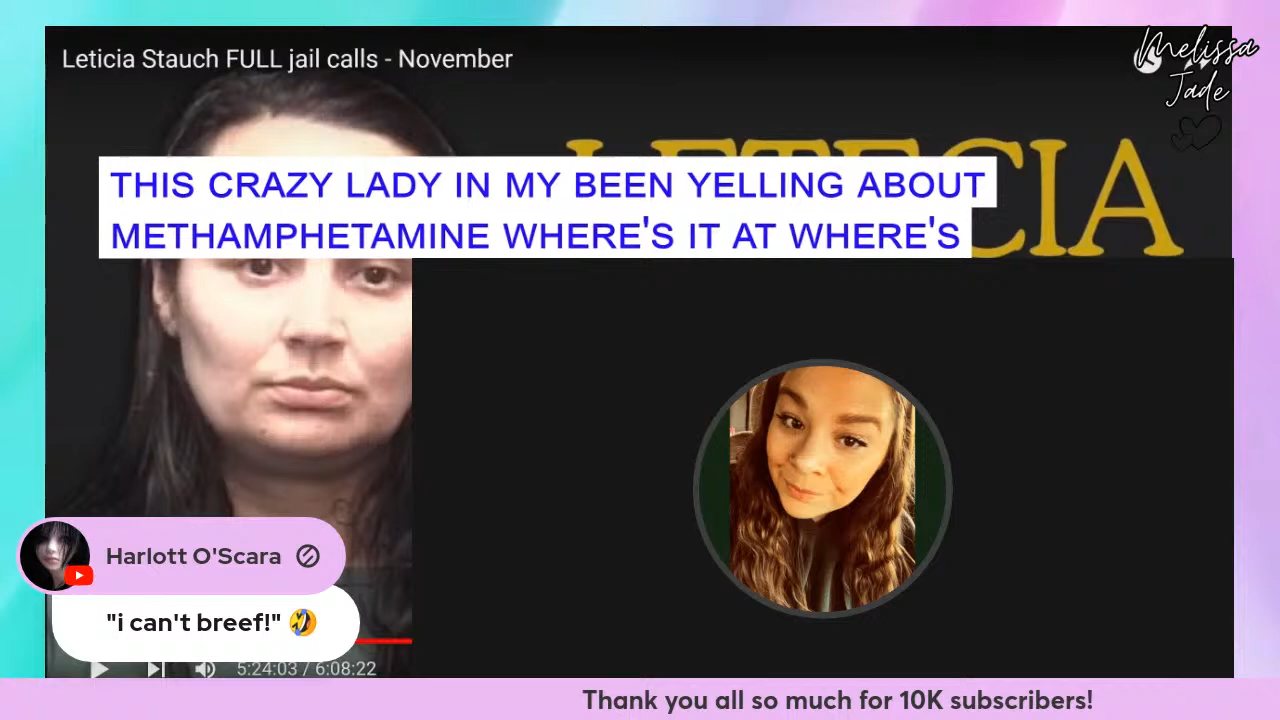 Leticia Stauch FULL jail calls - November
Melissa
Jade
LETECIA
THIS CRAZY LADY IN MY BEEN YELLING ABOUT
METHAMPHETAMINE WHERE'S IT AT WHERE'S
Harlott O'Scara
"i can't breef!" 🤣
5:24:03 / 6:08:22
Thank you all so much for 10K subscribers!